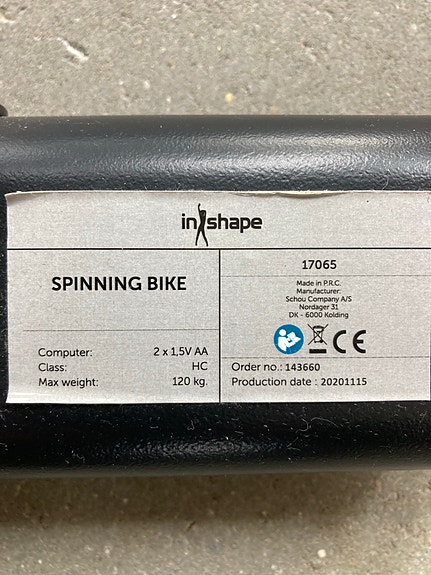 inshape
SPINNING BIKE
Computer: 2 x 1,5V AA
Class: HC
Max weight: 120 kg.
17065
Made in P.R.C.
Manufacturer:
Schou Company A/S
Nordager 31
DK - 6000 Kolding
CE
Order no.: 143660
Production date : 20201115